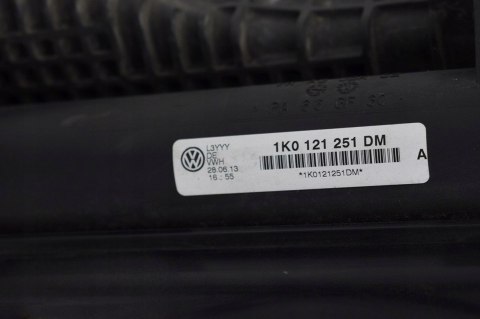 L3YYY
DE
VWH
28.06.13
16:55
1K0 121 251 DM
*1K0121251DM*
A